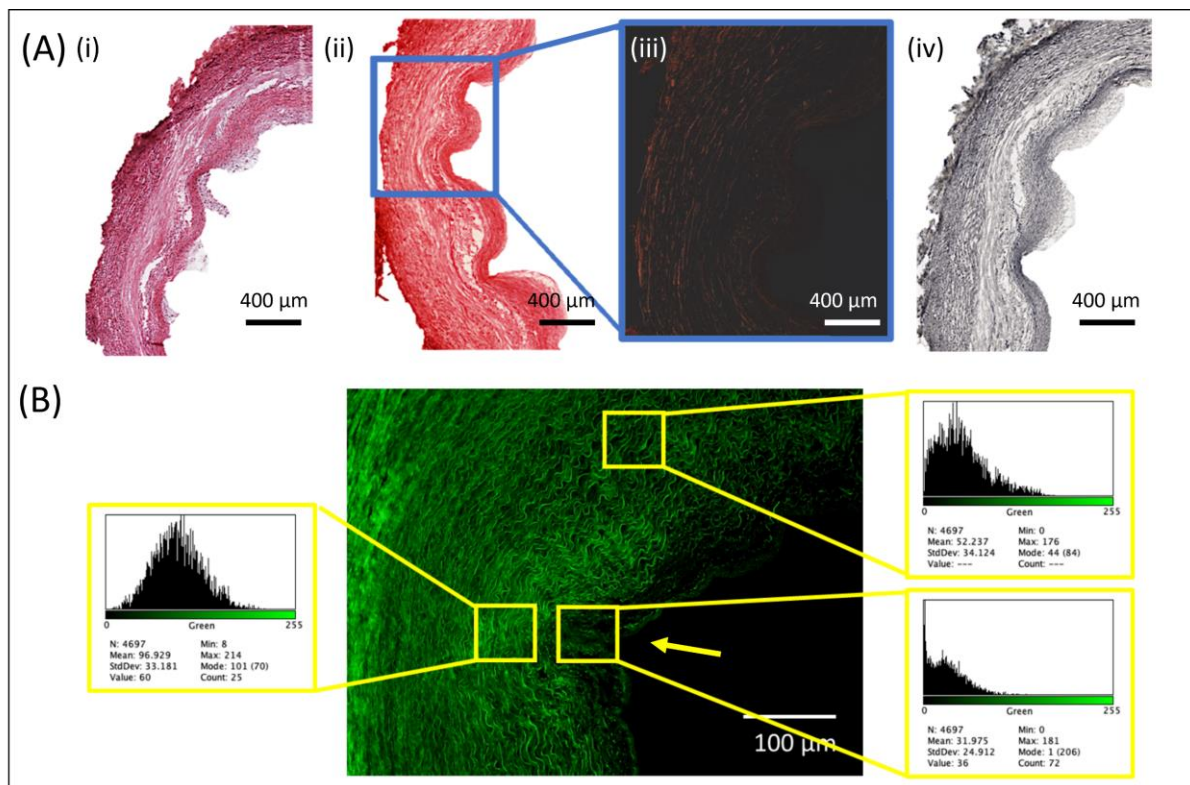 (A) (i) (ii) (iii) (iv)
400 µm 400 µm 400 µm 400 µm
(B)
0 255
Green
N: 4697 Min: 8
Mean: 96.929 Max: 214
StdDev: 33.181 Mode: 101 (70)
Value: 60 Count: 25
0 255
Green
N: 4697 Min: 0
Mean: 52.237 Max: 176
StdDev: 34.124 Mode: 44 (84)
Value: --- Count: ---
0 255
Green
N: 4697 Min: 0
Mean: 31.975 Max: 181
StdDev: 24.912 Mode: 1 (206)
Value: 36 Count: 72
100 µm